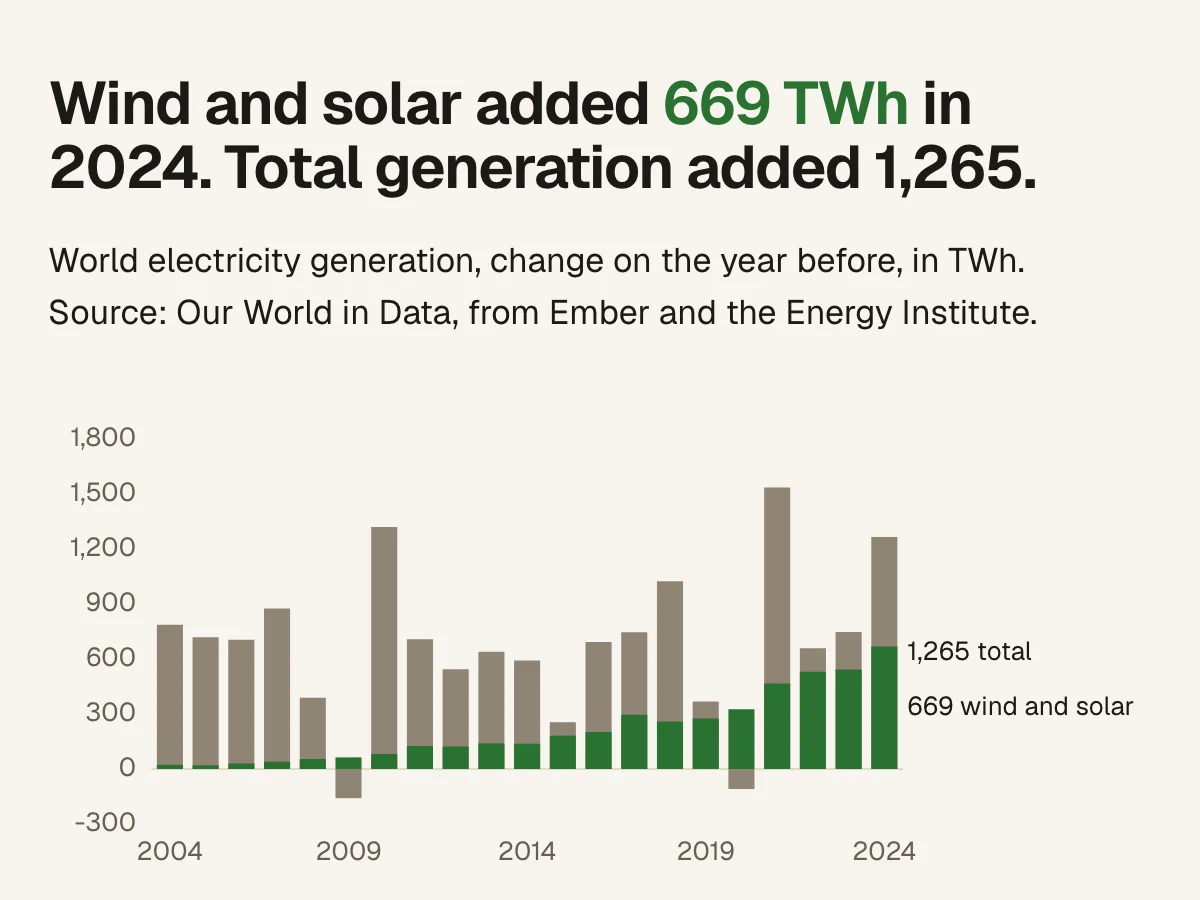 Wind and solar added 669 TWh in
2024. Total generation added 1,265.
World electricity generation, change on the year before, in TWh.
Source: Our World in Data, from Ember and the Energy Institute.
1,800
1,500
1,200
900
600
300
0
-300
1,265 total
669 wind and solar
2004 2009 2014 2019 2024